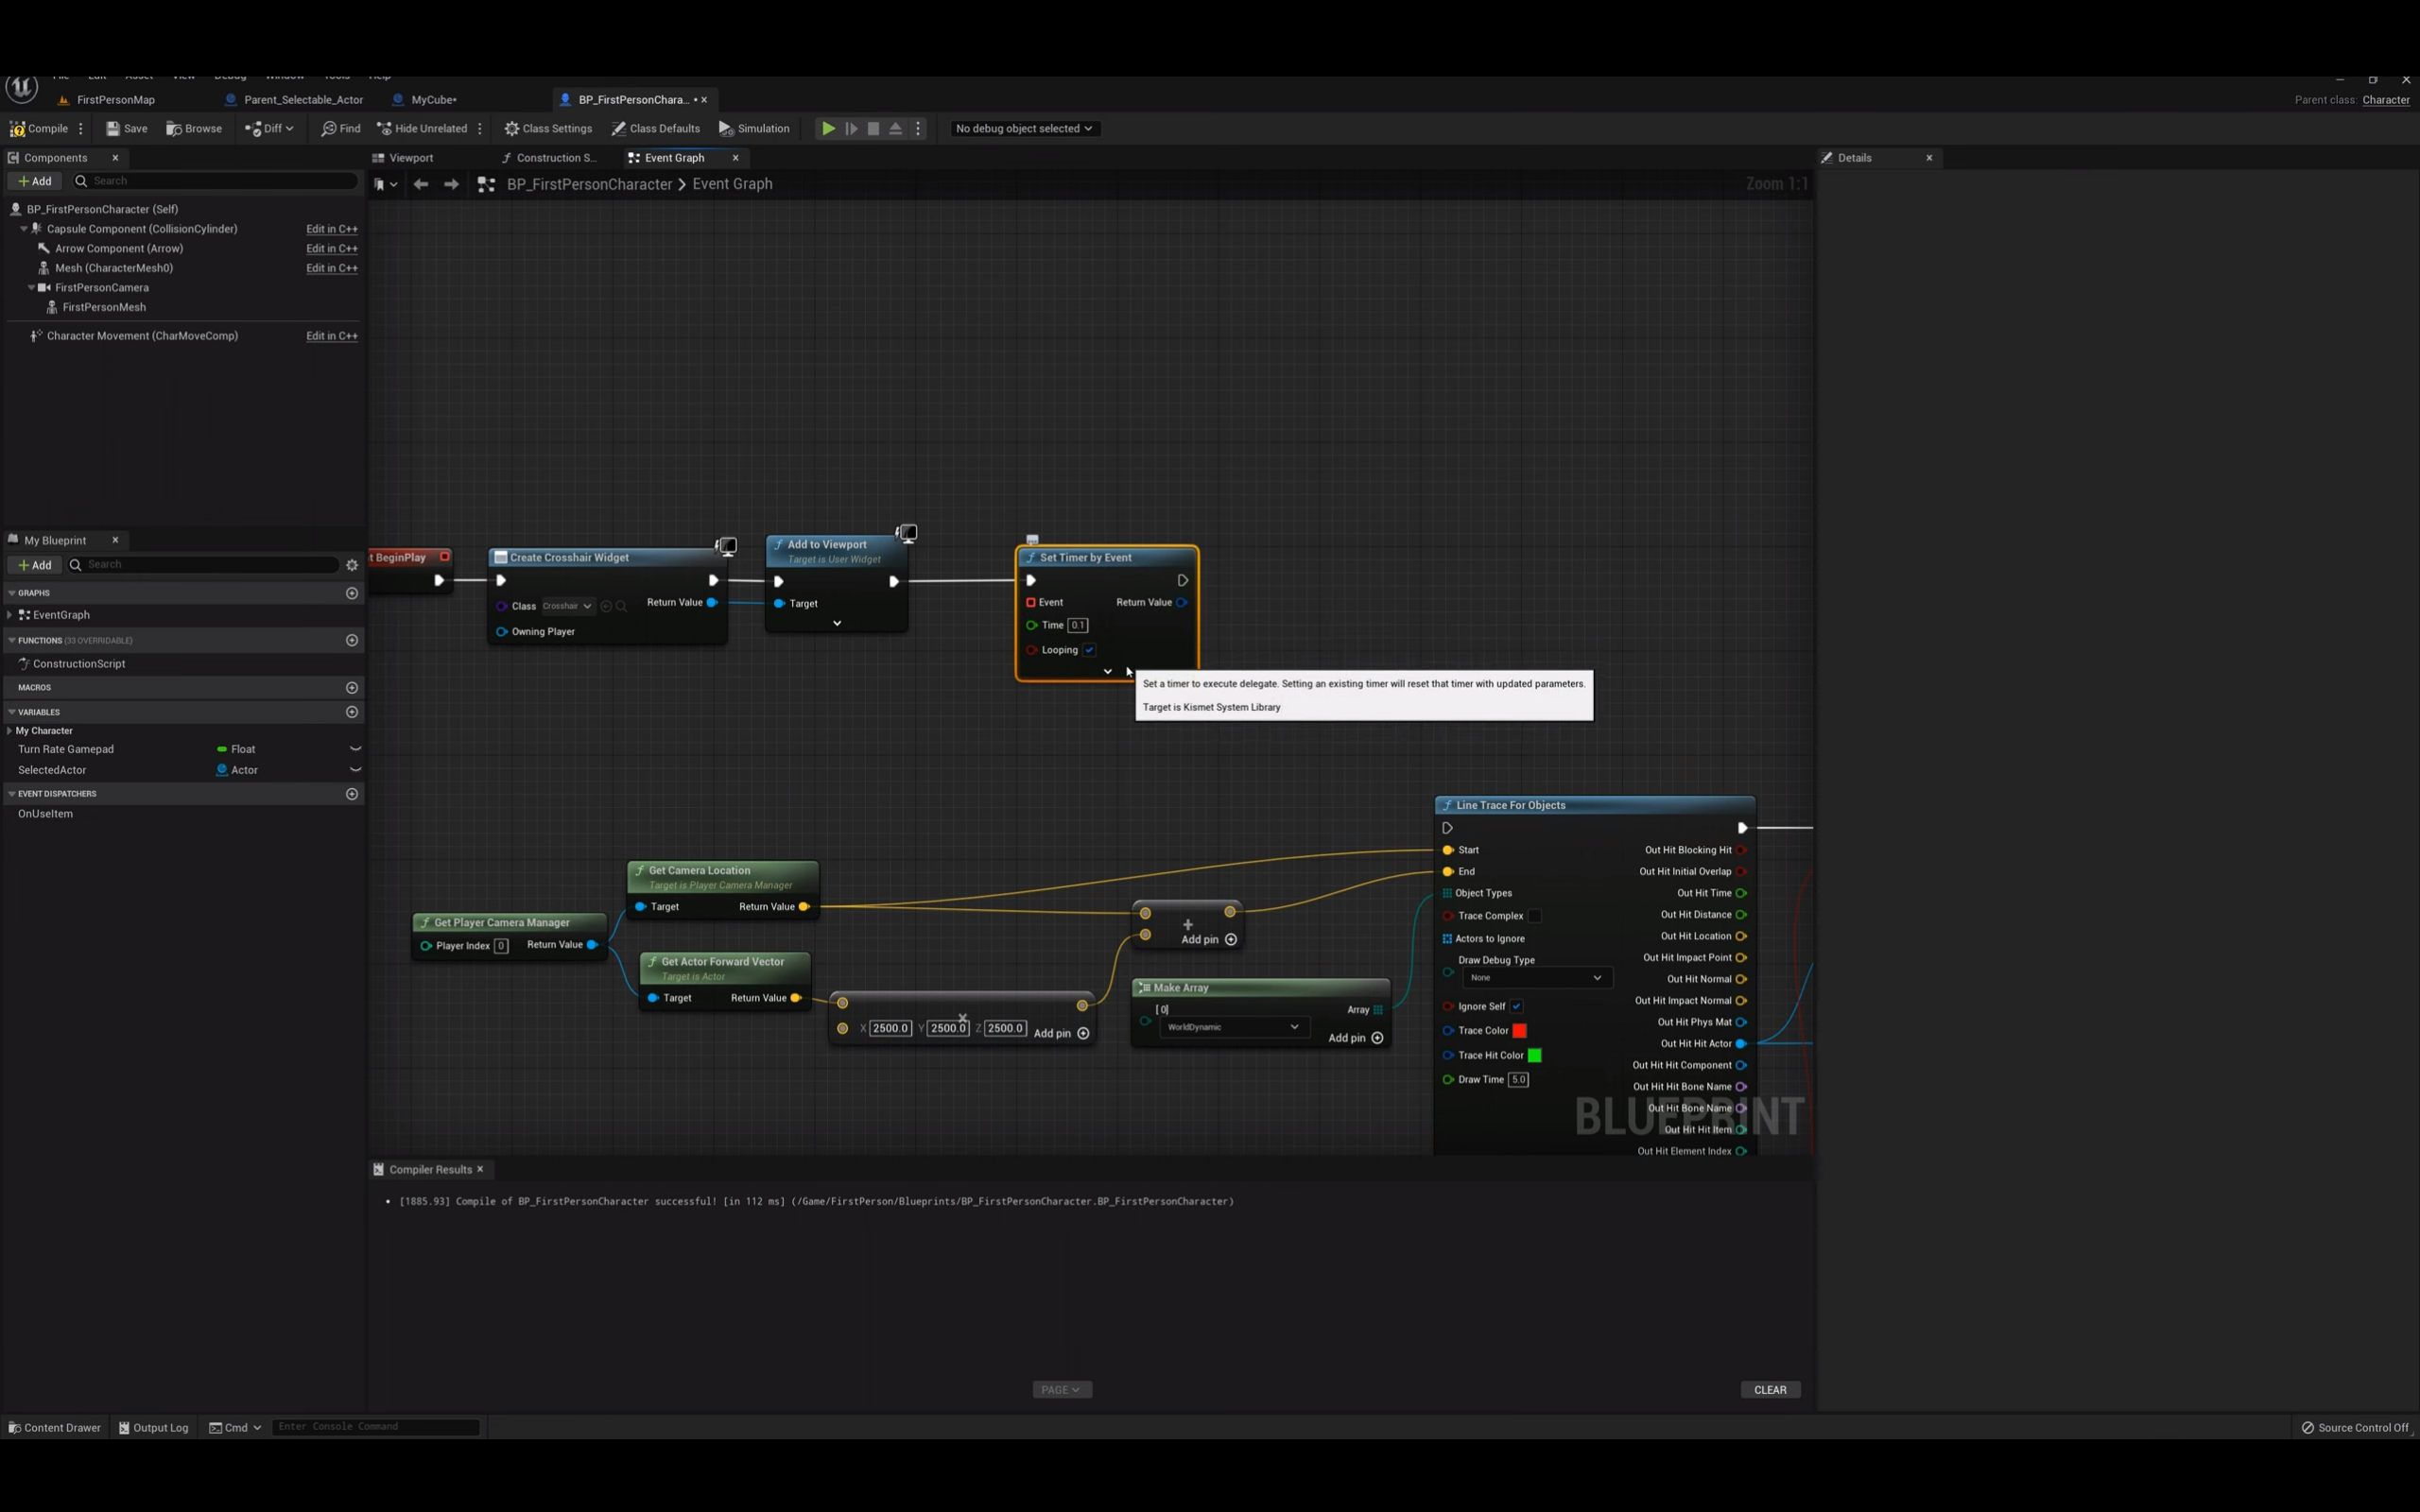 File Edit Asset View Debug Window Tools Help
FirstPersonMap Parent_Selectable_Actor MyCube• BP_FirstPersonChara... •
Parent class: Character
Compile Save Browse Diff Find Hide Unrelated Class Settings Class Defaults Simulation No debug object selected
Components
Add Search
BP_FirstPersonCharacter (Self)
Capsule Component (CollisionCylinder) Edit in C++
Arrow Component (Arrow) Edit in C++
Mesh (CharacterMesh0) Edit in C++
FirstPersonCamera
FirstPersonMesh
Character Movement (CharMoveComp) Edit in C++
My Blueprint
Add Search
GRAPHS
EventGraph
FUNCTIONS (33 OVERRIDABLE)
ConstructionScript
MACROS
VARIABLES
My Character
Turn Rate Gamepad Float
SelectedActor Actor
EVENT DISPATCHERS
OnUseItem
Viewport Construction S... Event Graph
BP_FirstPersonCharacter > Event Graph
Zoom 1:1
t BeginPlay
Create Crosshair Widget
Class Crosshair Return Value
Owning Player
Add to Viewport
Target is User Widget
Target
Set Timer by Event
Event Return Value
Time 0.1
Looping
Set a timer to execute delegate. Setting an existing timer will reset that timer with updated parameters.
Target is Kismet System Library
Get Player Camera Manager
Player Index 0 Return Value
Get Camera Location
Target is Player Camera Manager
Target Return Value
Get Actor Forward Vector
Target is Actor
Target Return Value
X 2500.0 Y 2500.0 Z 2500.0 Add pin
Add pin
Make Array
[0] Array
WorldDynamic
Add pin
Line Trace For Objects
Start Out Hit Blocking Hit
End Out Hit Initial Overlap
Object Types Out Hit Time
Trace Complex Out Hit Distance
Actors to Ignore Out Hit Location
Draw Debug Type Out Hit Impact Point
None Out Hit Normal
Ignore Self Out Hit Impact Normal
Trace Color Out Hit Phys Mat
Out Hit Hit Actor
Trace Hit Color Out Hit Hit Component
Draw Time 5.0 Out Hit Hit Bone Name
Out Hit Bone Name
Out Hit Hit Item
Out Hit Element Index
BLUEPRINT
Compiler Results
• [1885.93] Compile of BP_FirstPersonCharacter successful! [in 112 ms] (/Game/FirstPerson/Blueprints/BP_FirstPersonCharacter.BP_FirstPersonCharacter)
PAGE
CLEAR
Content Drawer Output Log Cmd Enter Console Command
Source Control Off
Details